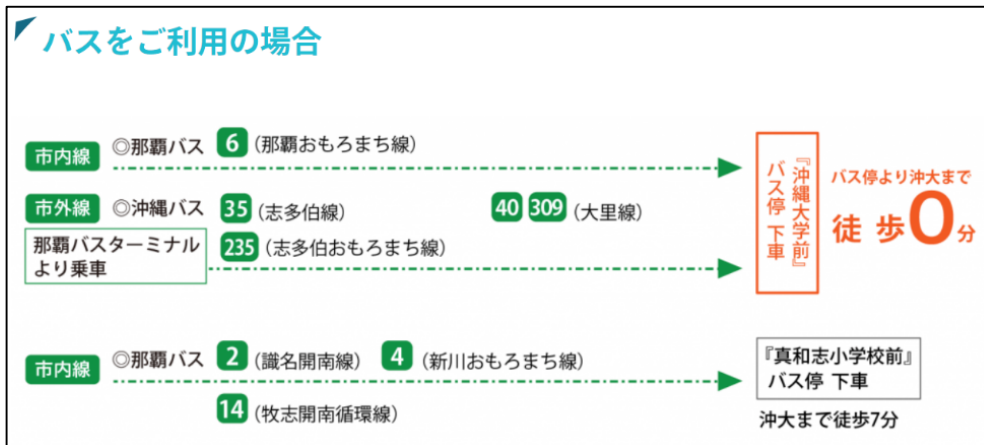 バスをご利用の場合
市内線 ◎那覇バス 6 (那覇おもろまち線)
市外線 ◎沖縄バス 35 (志多伯線) 40 309 (大里線)
那覇バスターミナル
より乗車
235 (志多伯おもろまち線)
『沖縄大学前』
バス停 下車
バス停より沖大まで
徒歩0分
市内線 ◎那覇バス 2 (識名開南線) 4 (新川おもろまち線)
14 (牧志開南循環線)
『真和志小学校前』
バス停 下車
沖大まで徒歩7分